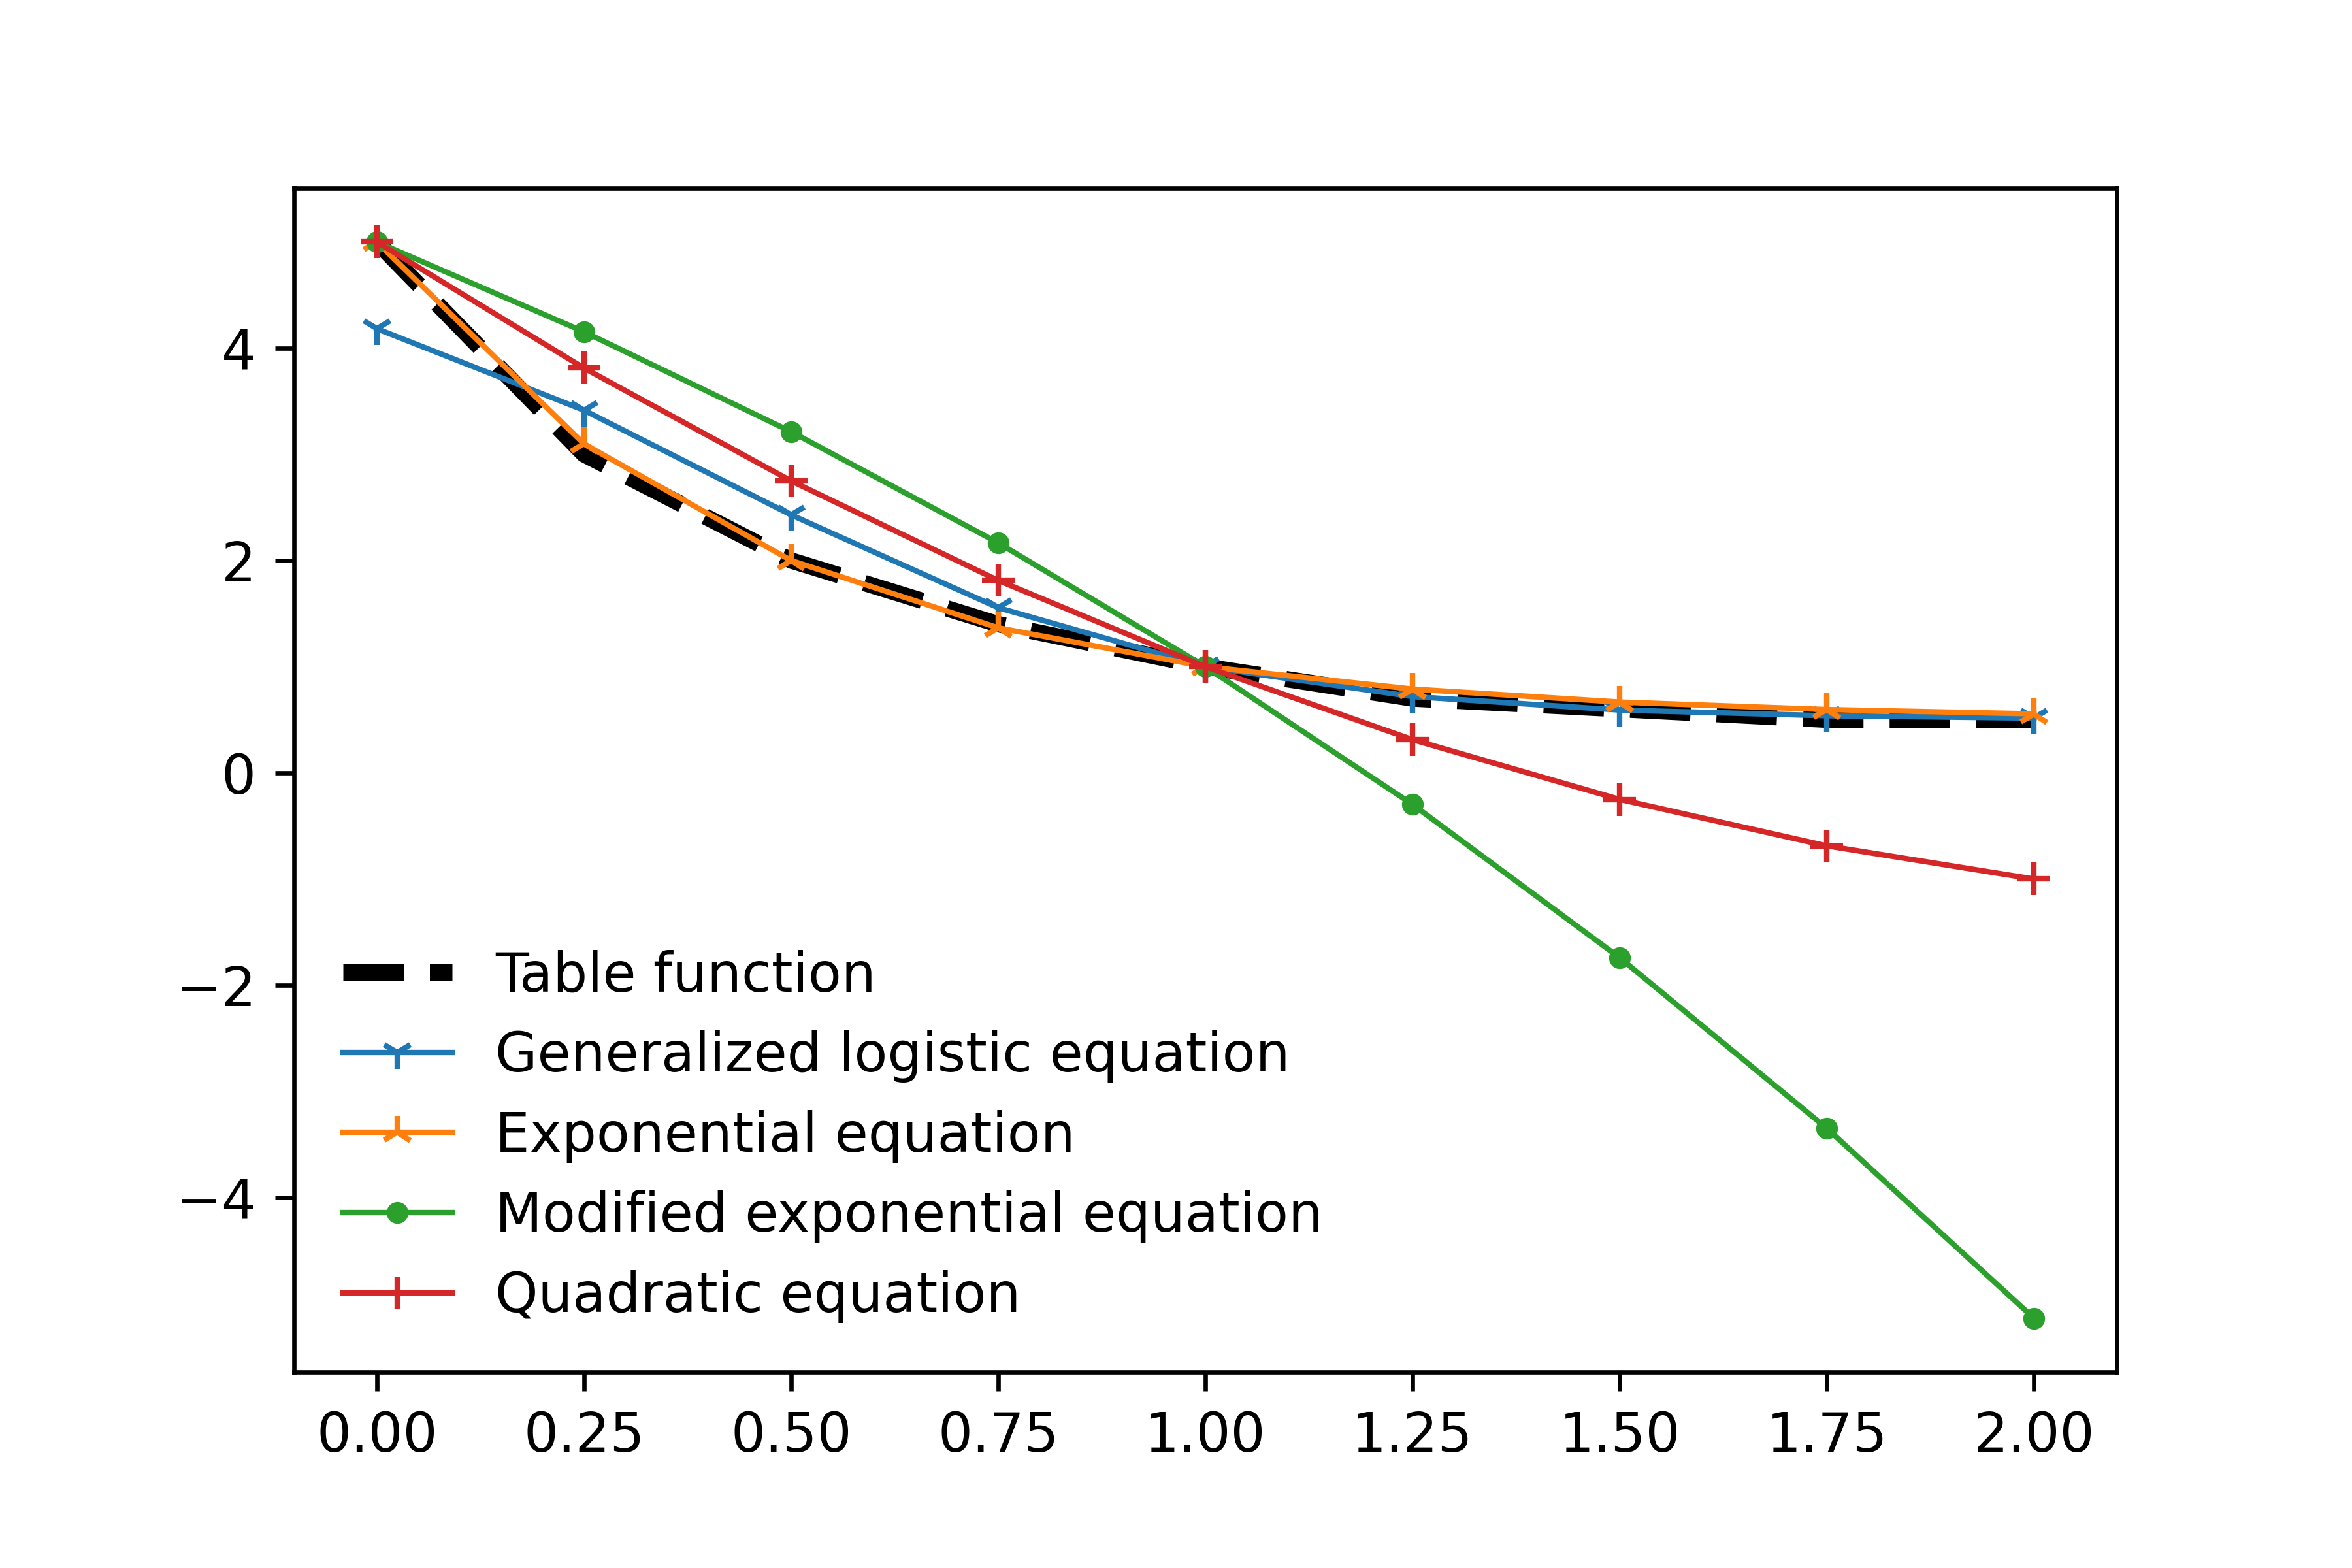 4
2
0
−2
−4
Table function
Generalized logistic equation
Exponential equation
Modified exponential equation
Quadratic equation
0.00 0.25 0.50 0.75 1.00 1.25 1.50 1.75 2.00